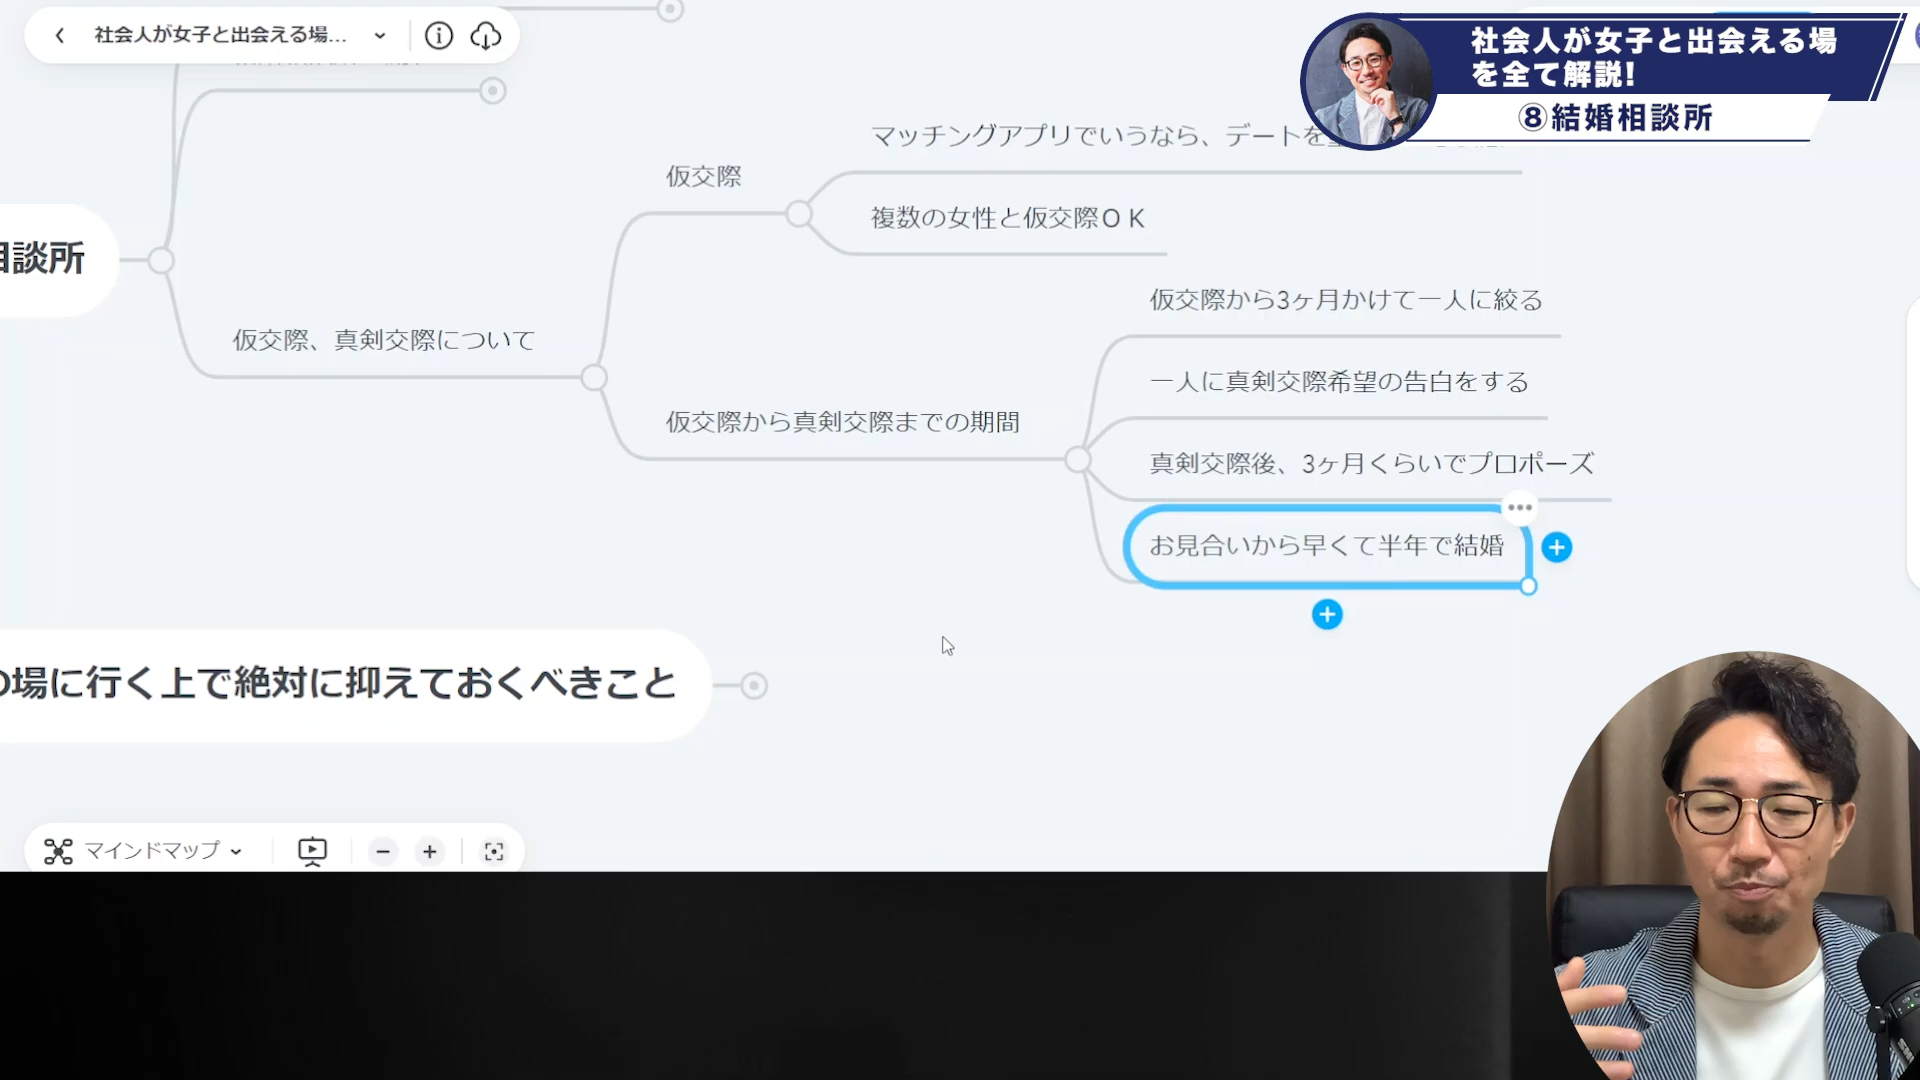 社会人が女子と出会える場...
社会人が女子と出会える場
を全て解説!
⑧結婚相談所
マッチングアプリでいうなら、デートを
仮交際
複数の女性と仮交際ＯＫ
相談所
仮交際、真剣交際について
仮交際から3ヶ月かけて一人に絞る
一人に真剣交際希望の告白をする
仮交際から真剣交際までの期間
真剣交際後、3ヶ月くらいでプロポーズ
お見合いから早くて半年で結婚
の場に行く上で絶対に抑えておくべきこと
マインドマップ